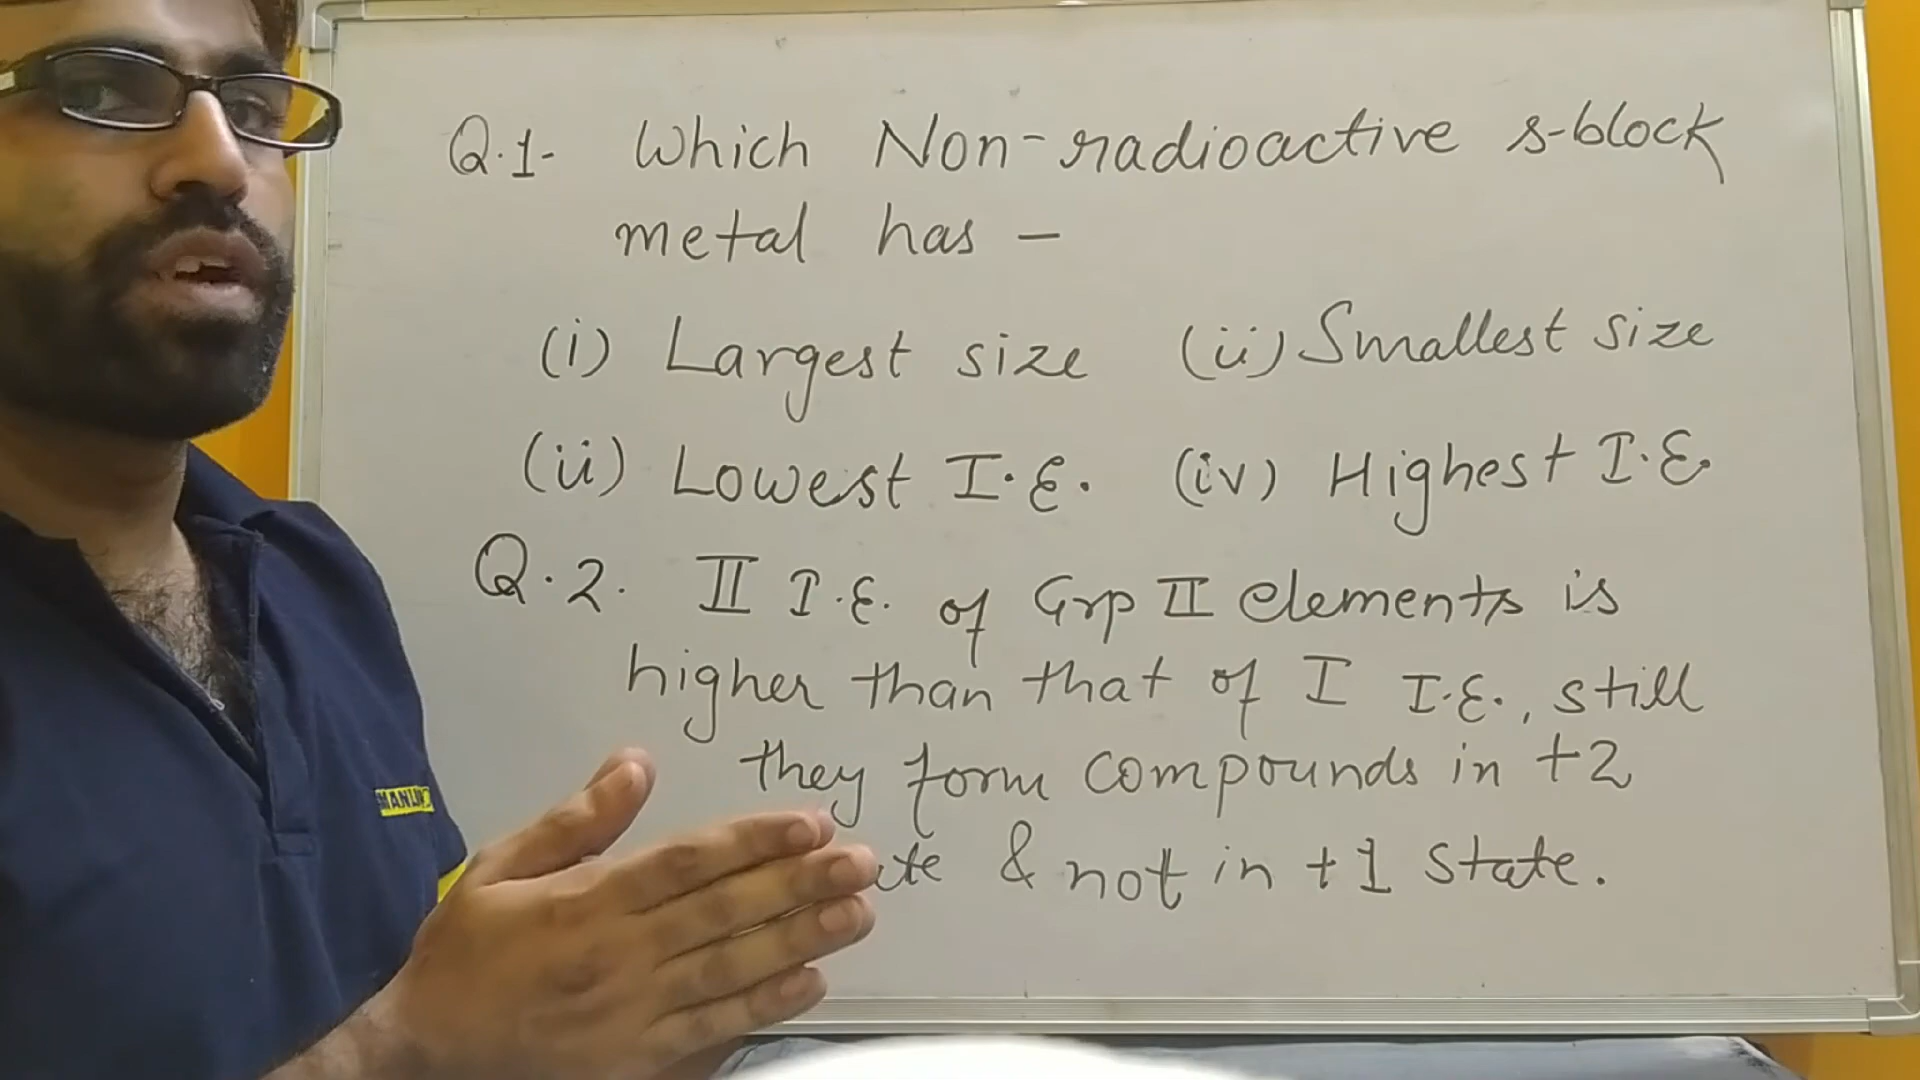 Q.1- Which Non-radioactive s-block
metal has -
(i) Largest size (ii) Smallest size
(ii) Lowest I.E. (iv) Highest I.E.
Q.2. II I.E. of Grp II elements is
higher than that of I I.E., still
they form compounds in +2
& not in +1 state.